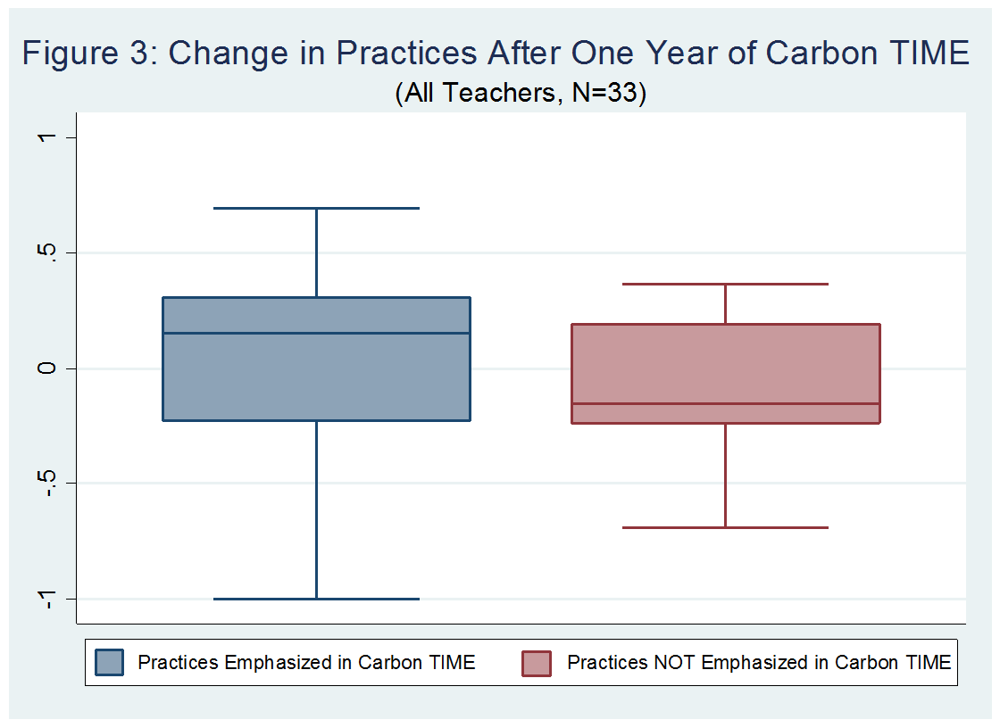 Figure 3: Change in Practices After One Year of Carbon TIME
(All Teachers, N=33)
1
.5
0
-.5
-1
Practices Emphasized in Carbon TIME
Practices NOT Emphasized in Carbon TIME